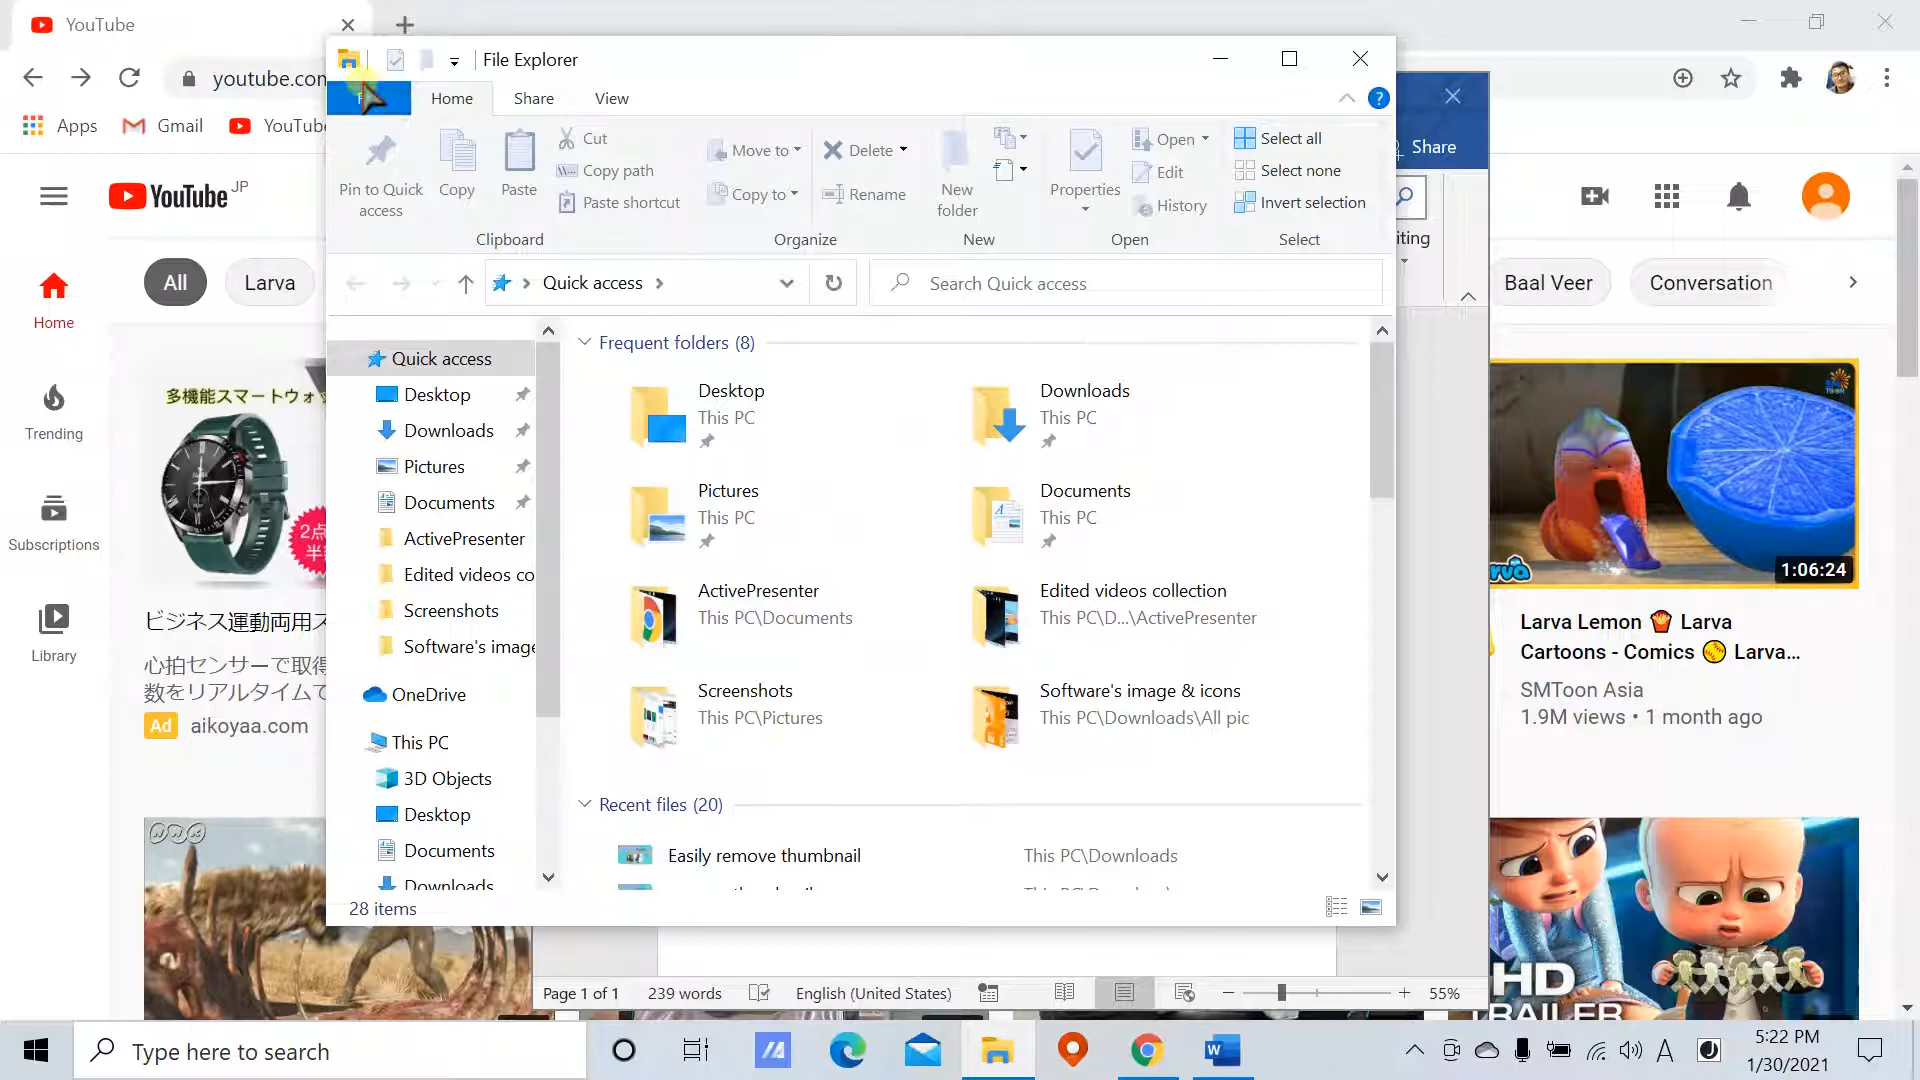 YouTube
youtube.con
Apps
Gmail
YouTube
YouTube JP
Home
Trending
Subscriptions
Library
All
Larva
Baal Veer
Conversation
多機能スマートウォッ
2点
半
ビジネス運動両用ス
心拍センサーで取得
数をリアルタイムて
Ad
aikoyaa.com
NHK
File Explorer
Home
Share
View
Pin to Quick
access
Copy
Paste
Cut
Copy path
Paste shortcut
Clipboard
Move to
Copy to
Delete
Rename
Organize
New
folder
New
Properties
Open
Edit
History
Open
Select all
Select none
Invert selection
Select
Quick access
Search Quick access
Quick access
Desktop
Downloads
Pictures
Documents
ActivePresenter
Edited videos co
Screenshots
Software's image
OneDrive
This PC
3D Objects
Desktop
Documents
Downloads
Frequent folders (8)
Desktop
This PC
Downloads
This PC
Pictures
This PC
Documents
This PC
ActivePresenter
This PC\Documents
Edited videos collection
This PC\D...\ActivePresenter
Screenshots
This PC\Pictures
Software's image & icons
This PC\Downloads\All pic
Recent files (20)
Easily remove thumbnail
This PC\Downloads
28 items
Share
iting
1:06:24
Larva Lemon 🍟 Larva
Cartoons - Comics 🥎 Larva...
SMToon Asia
1.9M views • 1 month ago
HD
TRAILER
Page 1 of 1
239 words
English (United States)
55%
Type here to search
5:22 PM
1/30/2021